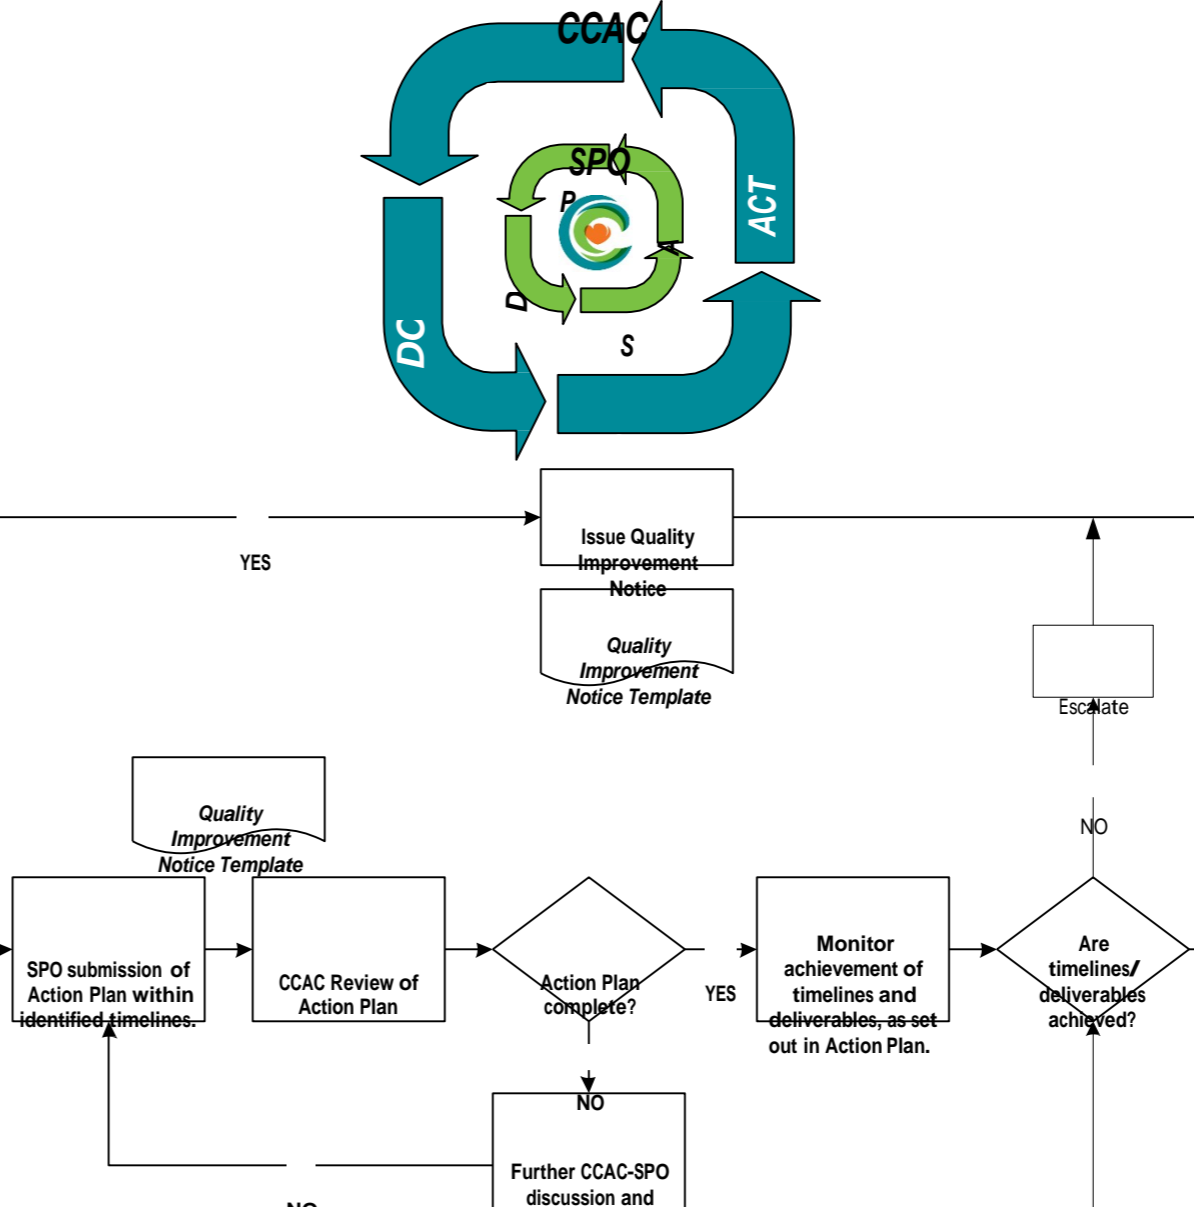 CCAC
SPO
P
ACT
A
D
DC
S
YES
Issue Quality
Improvement
Notice
Quality
Improvement
Notice Template
Escalate
Quality
Improvement
Notice Template
NO
SPO submission of
Action Plan within
identified timelines.
CCAC Review of
Action Plan
Action Plan
complete?
YES
Monitor
achievement of
timelines and
deliverables, as set
out in Action Plan.
Are
timelines/
deliverables
achieved?
NO
Further CCAC-SPO
discussion and
NO